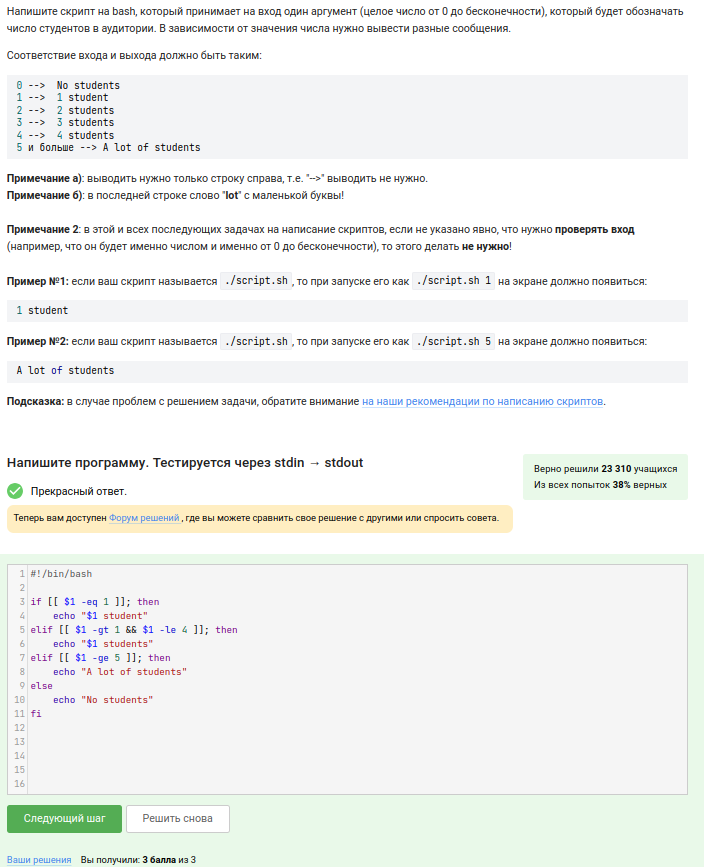 Напишите скрипт на bash, который принимает на вход один аргумент (целое число от 0 до бесконечности), который будет обозначать
число студентов в аудитории. В зависимости от значения числа нужно вывести разные сообщения.
Соответствие входа и выхода должно быть таким:
0 -->  No students
1 -->  1 student
2 -->  2 students
3 -->  3 students
4 -->  4 students
5 и больше --> A lot of students
Примечание а): выводить нужно только строку справа, т.е. "-->" выводить не нужно.
Примечание б): в последней строке слово "lot" с маленькой буквы!
Примечание 2: в этой и всех последующих задачах на написание скриптов, если не указано явно, что нужно проверять вход
(например, что он будет именно числом и именно от 0 до бесконечности), то этого делать не нужно!
Пример №1: если ваш скрипт называется ./script.sh , то при запуске его как ./script.sh 1 на экране должно появиться:
1 student
Пример №2: если ваш скрипт называется ./script.sh , то при запуске его как ./script.sh 5 на экране должно появиться:
A lot of students
Подсказка: в случае проблем с решением задачи, обратите внимание на наши рекомендации по написанию скриптов.
Напишите программу. Тестируется через stdin → stdout
Верно решили 23 310 учащихся
Из всех попыток 38% верных
Прекрасный ответ.
Теперь вам доступен Форум решений , где вы можете сравнить свое решение с другими или спросить совета.
1 #!/bin/bash
2
3 if [[ $1 -eq 1 ]]; then
4     echo "$1 student"
5 elif [[ $1 -gt 1 && $1 -le 4 ]]; then
6     echo "$1 students"
7 elif [[ $1 -ge 5 ]]; then
8     echo "A lot of students"
9 else
10     echo "No students"
11 fi
12
13
14
15
16
Следующий шаг Решить снова
Ваши решения Вы получили: 3 балла из 3